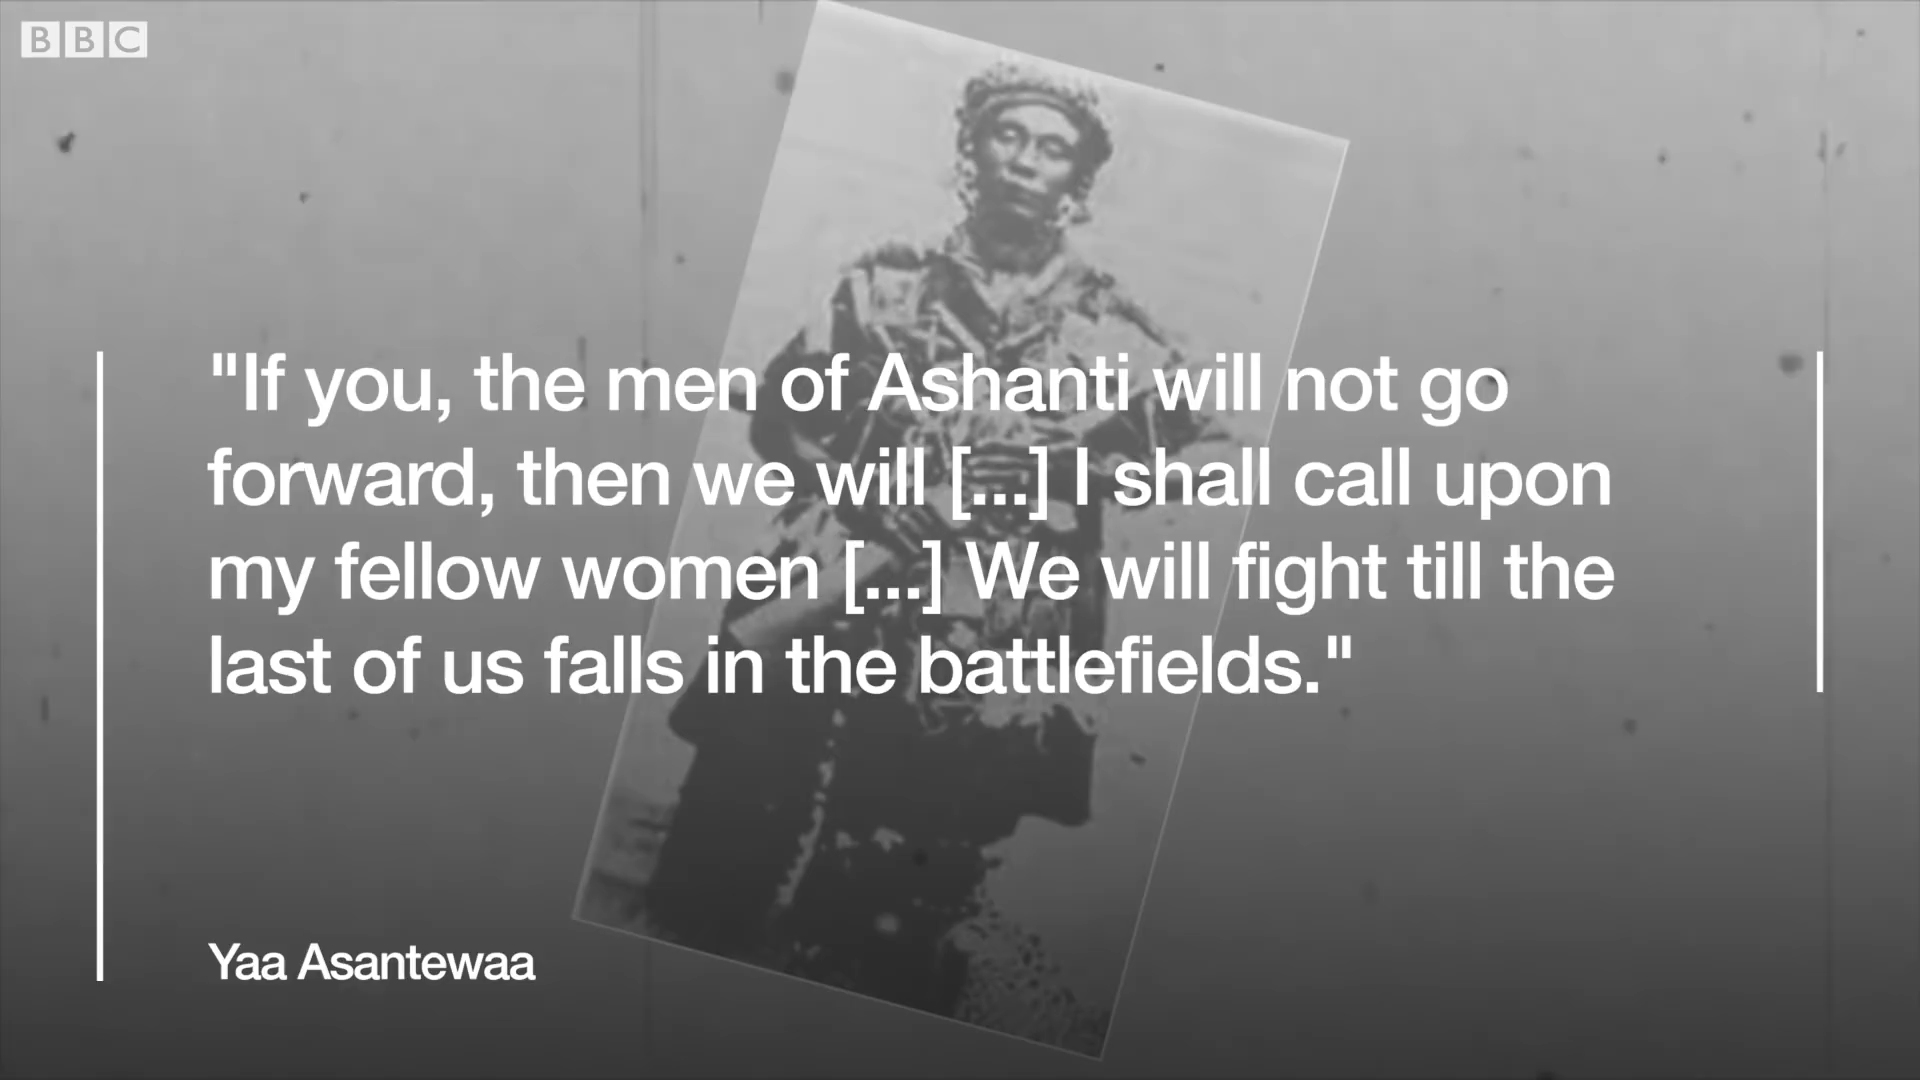 BBC
"If you, the men of Ashanti will not go
forward, then we will [...] I shall call upon
my fellow women [...] We will fight till the
last of us falls in the battlefields."
Yaa Asantewaa